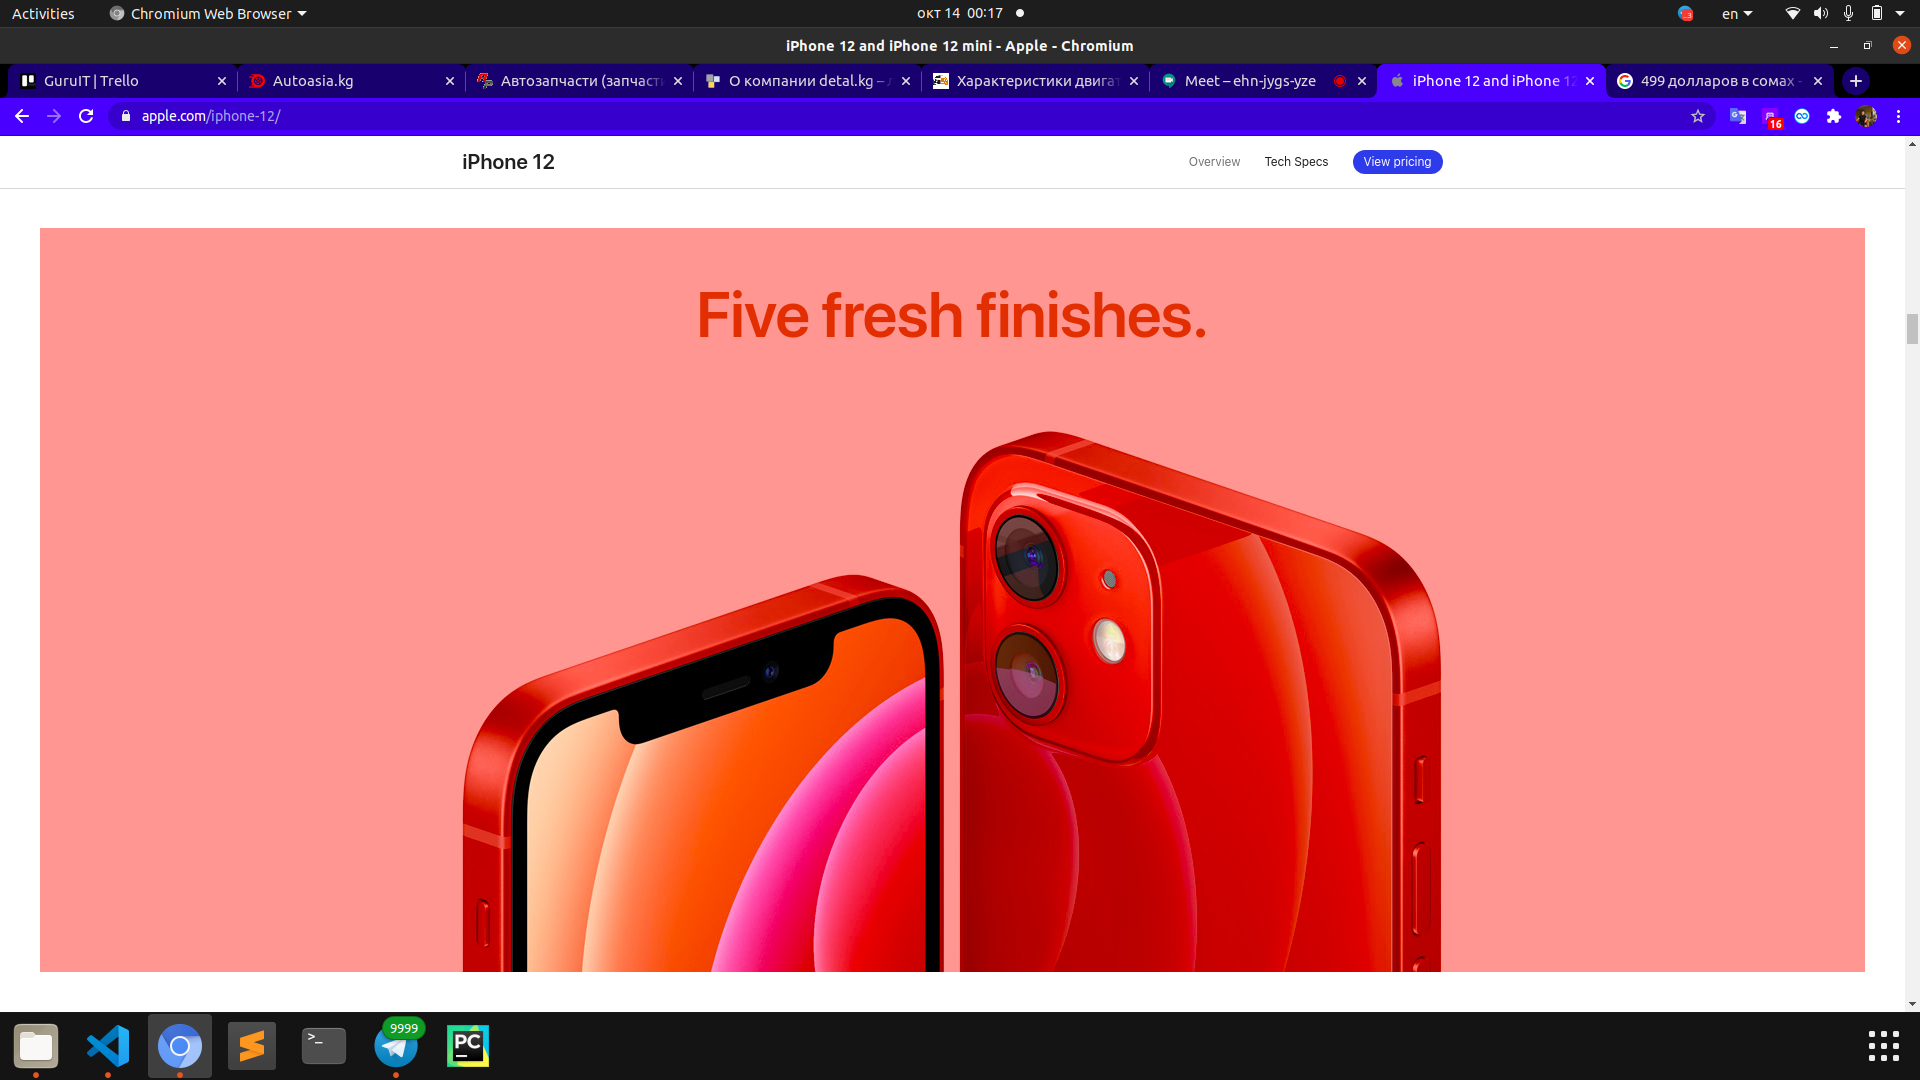 Activities
Chromium Web Browser
окт 14 00:17
en
iPhone 12 and iPhone 12 mini - Apple - Chromium
GuruIT | Trello
Autoasia.kg
Автозапчасти (запчасти
О компании detal.kg –
Характеристики двигат
Meet – ehn-jygs-yze
iPhone 12 and iPhone 12
499 долларов в сомах -
apple.com/iphone-12/
16
iPhone 12
Overview
Tech Specs
View pricing
Five fresh finishes.
>_
9999
PC